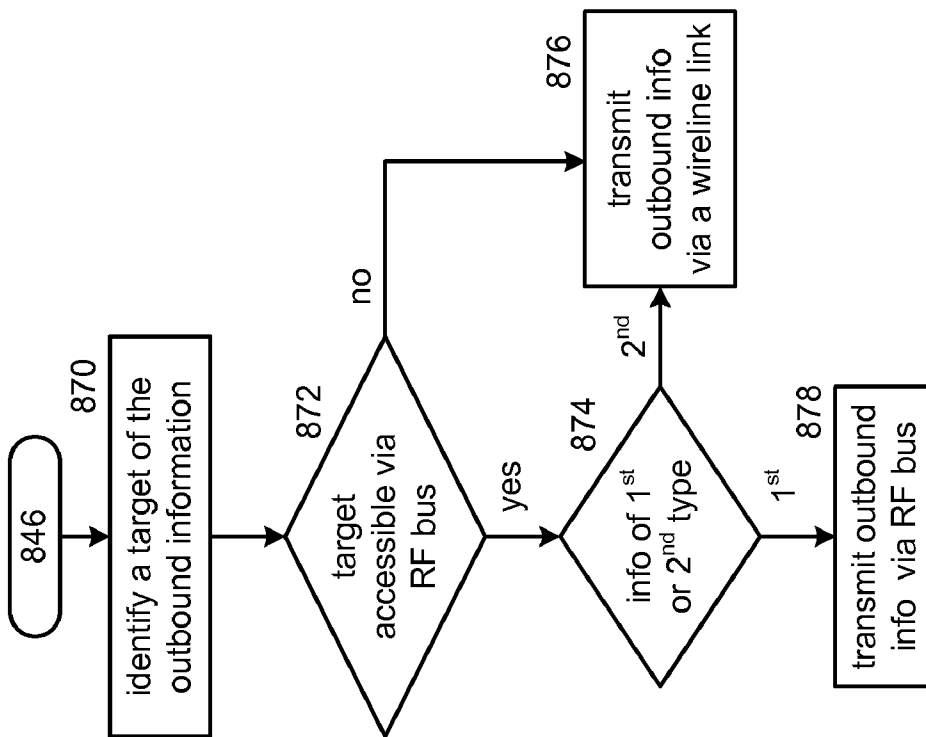 846
870
identify a target of the
outbound information
872
target
accessible via
RF bus
no
yes
874
info of 1st
or 2nd type
2nd
876
transmit
outbound info
via a wireline link
1st
878
transmit outbound
info via RF bus